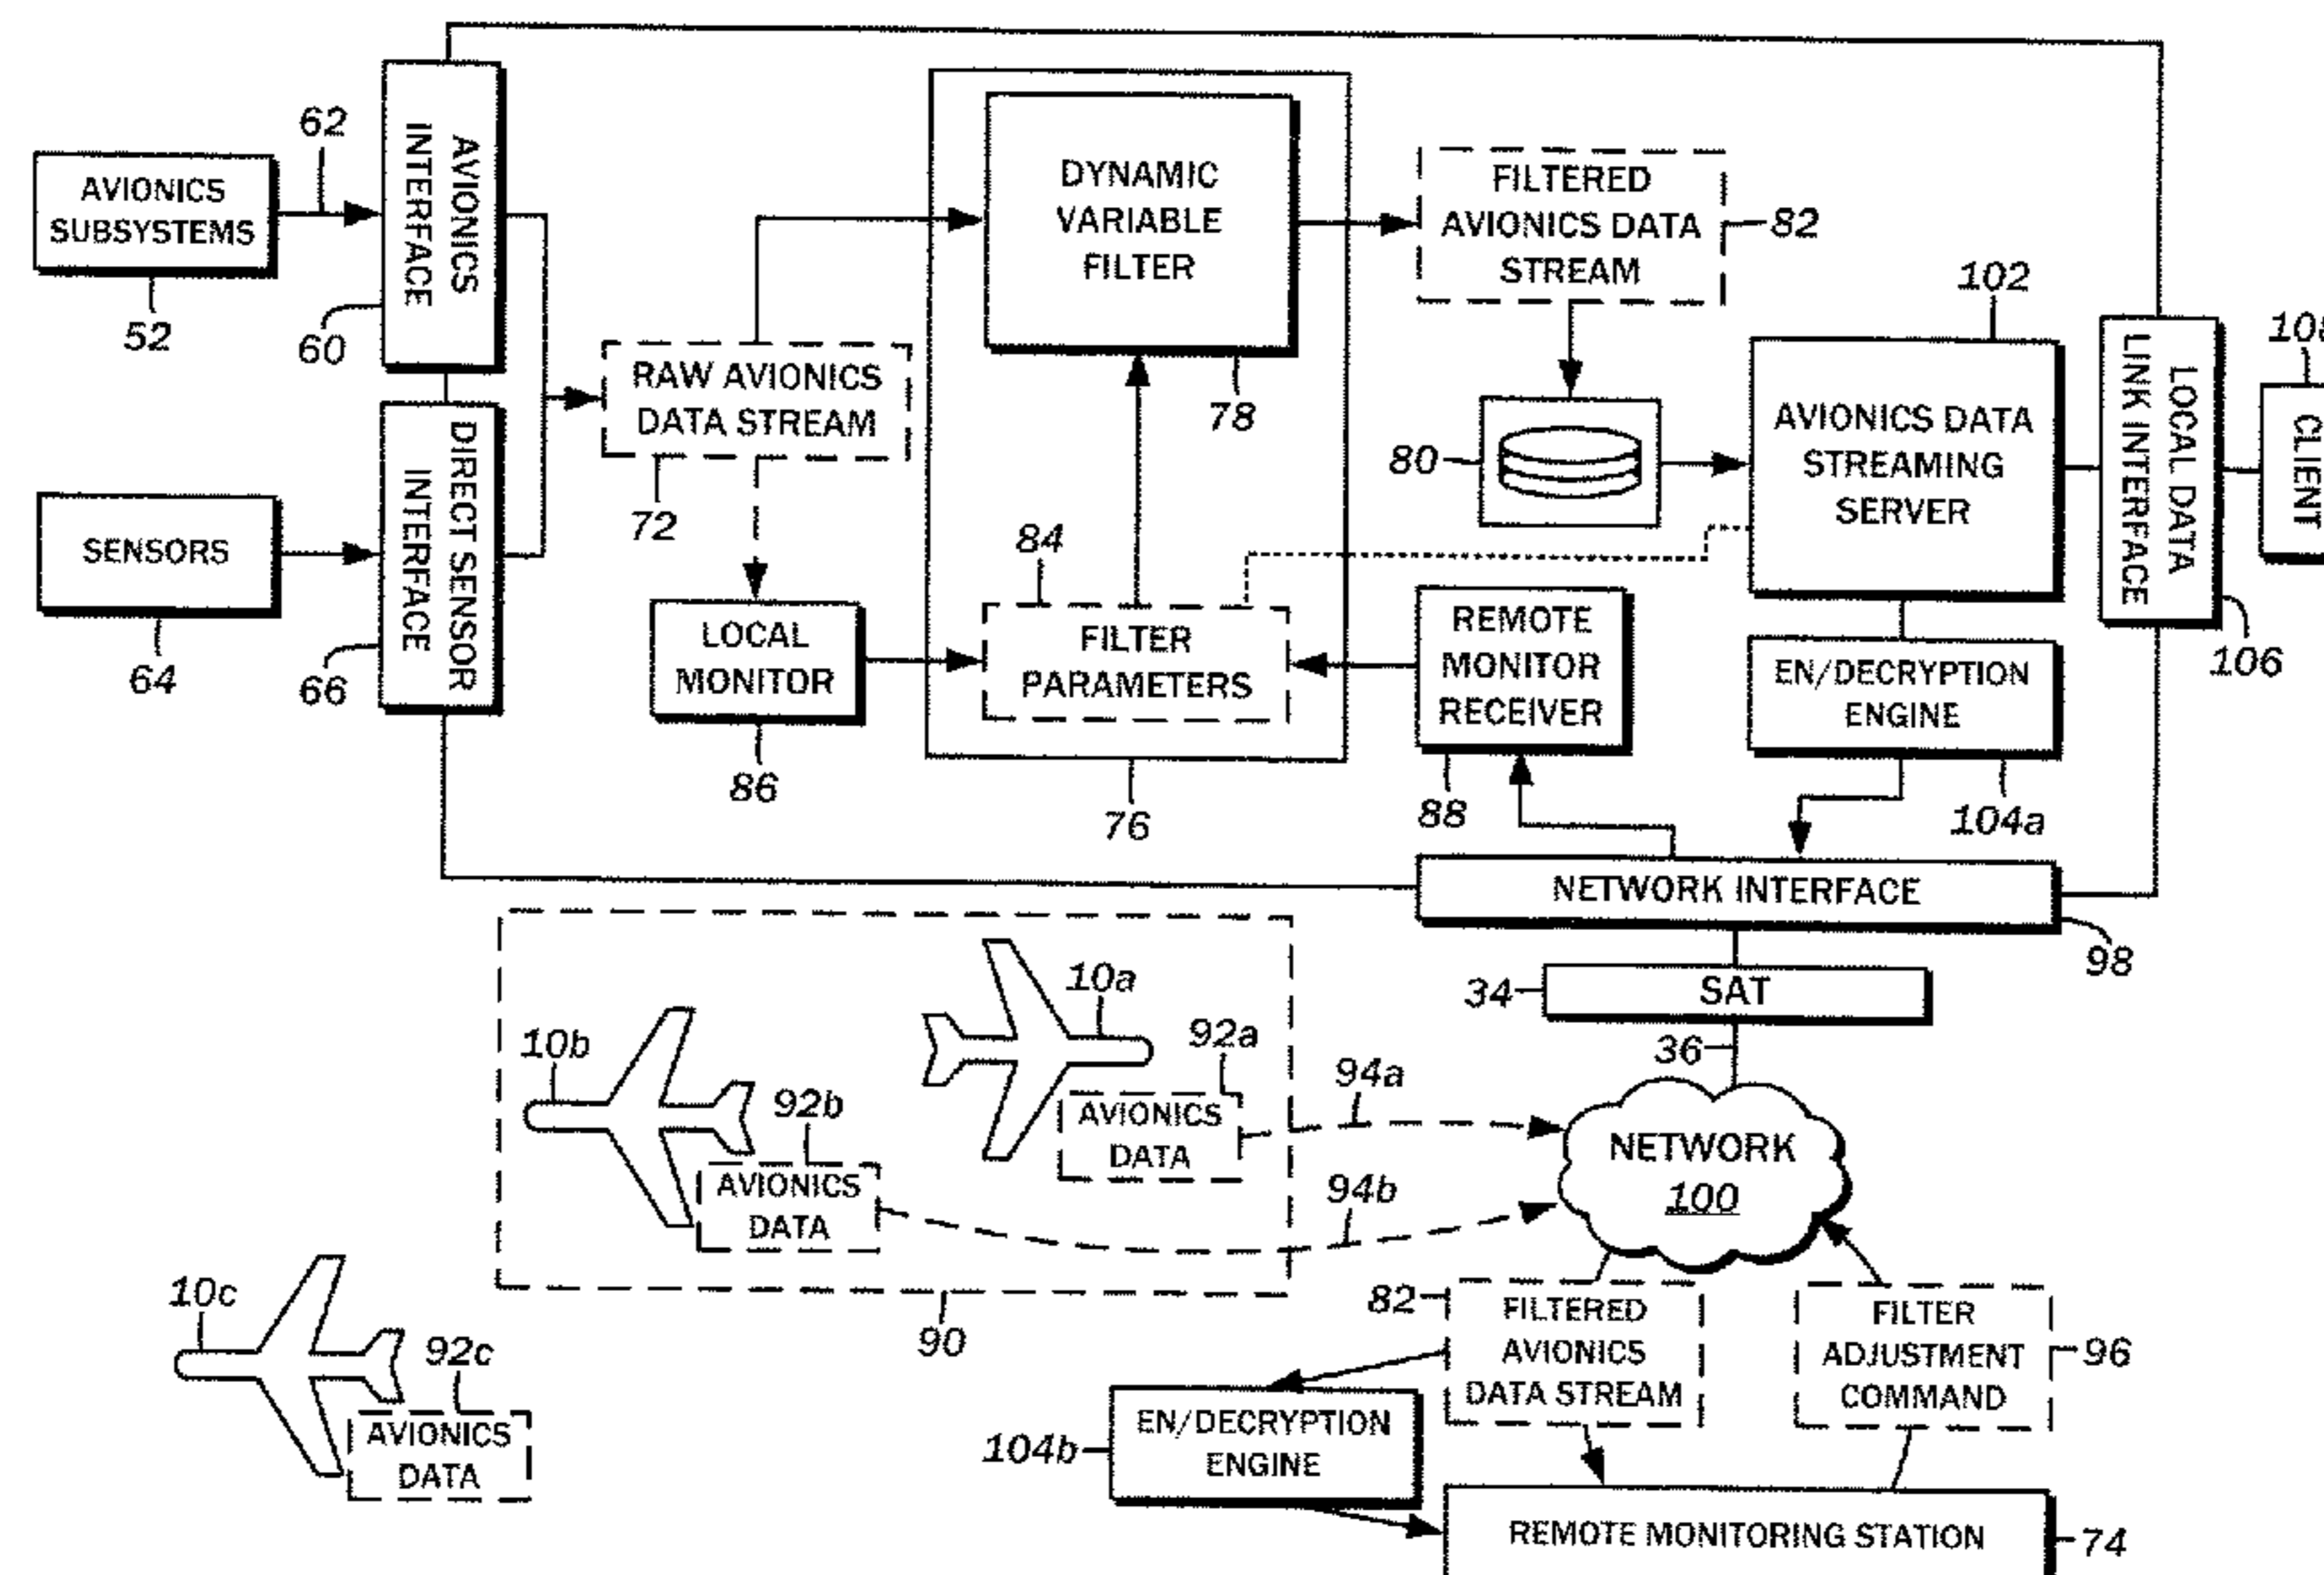 62
AVIONICS
SUBSYSTEMS
52
AVIONICS
INTERFACE
60
SENSORS
64
DIRECT SENSOR
INTERFACE
66
RAW AVIONICS
DATA STREAM
72
LOCAL
MONITOR
86
DYNAMIC
VARIABLE
FILTER
78
84
FILTER
PARAMETERS
76
FILTERED
AVIONICS DATA
STREAM
82
80
102
AVIONICS DATA
STREAMING
SERVER
REMOTE
MONITOR
RECEIVER
88
EN/DECRYPTION
ENGINE
104a
LOCAL DATA
LINK INTERFACE
106
CLIENT
NETWORK INTERFACE
98
34
SAT
36
NETWORK
100
10a
92a
AVIONICS
DATA
94a
10b
92b
AVIONICS
DATA
94b
90
10c
92c
AVIONICS
DATA
82
FILTERED
AVIONICS
DATA STREAM
FILTER
ADJUSTMENT
COMMAND
96
104b
EN/DECRYPTION
ENGINE
REMOTE MONITORING STATION
74